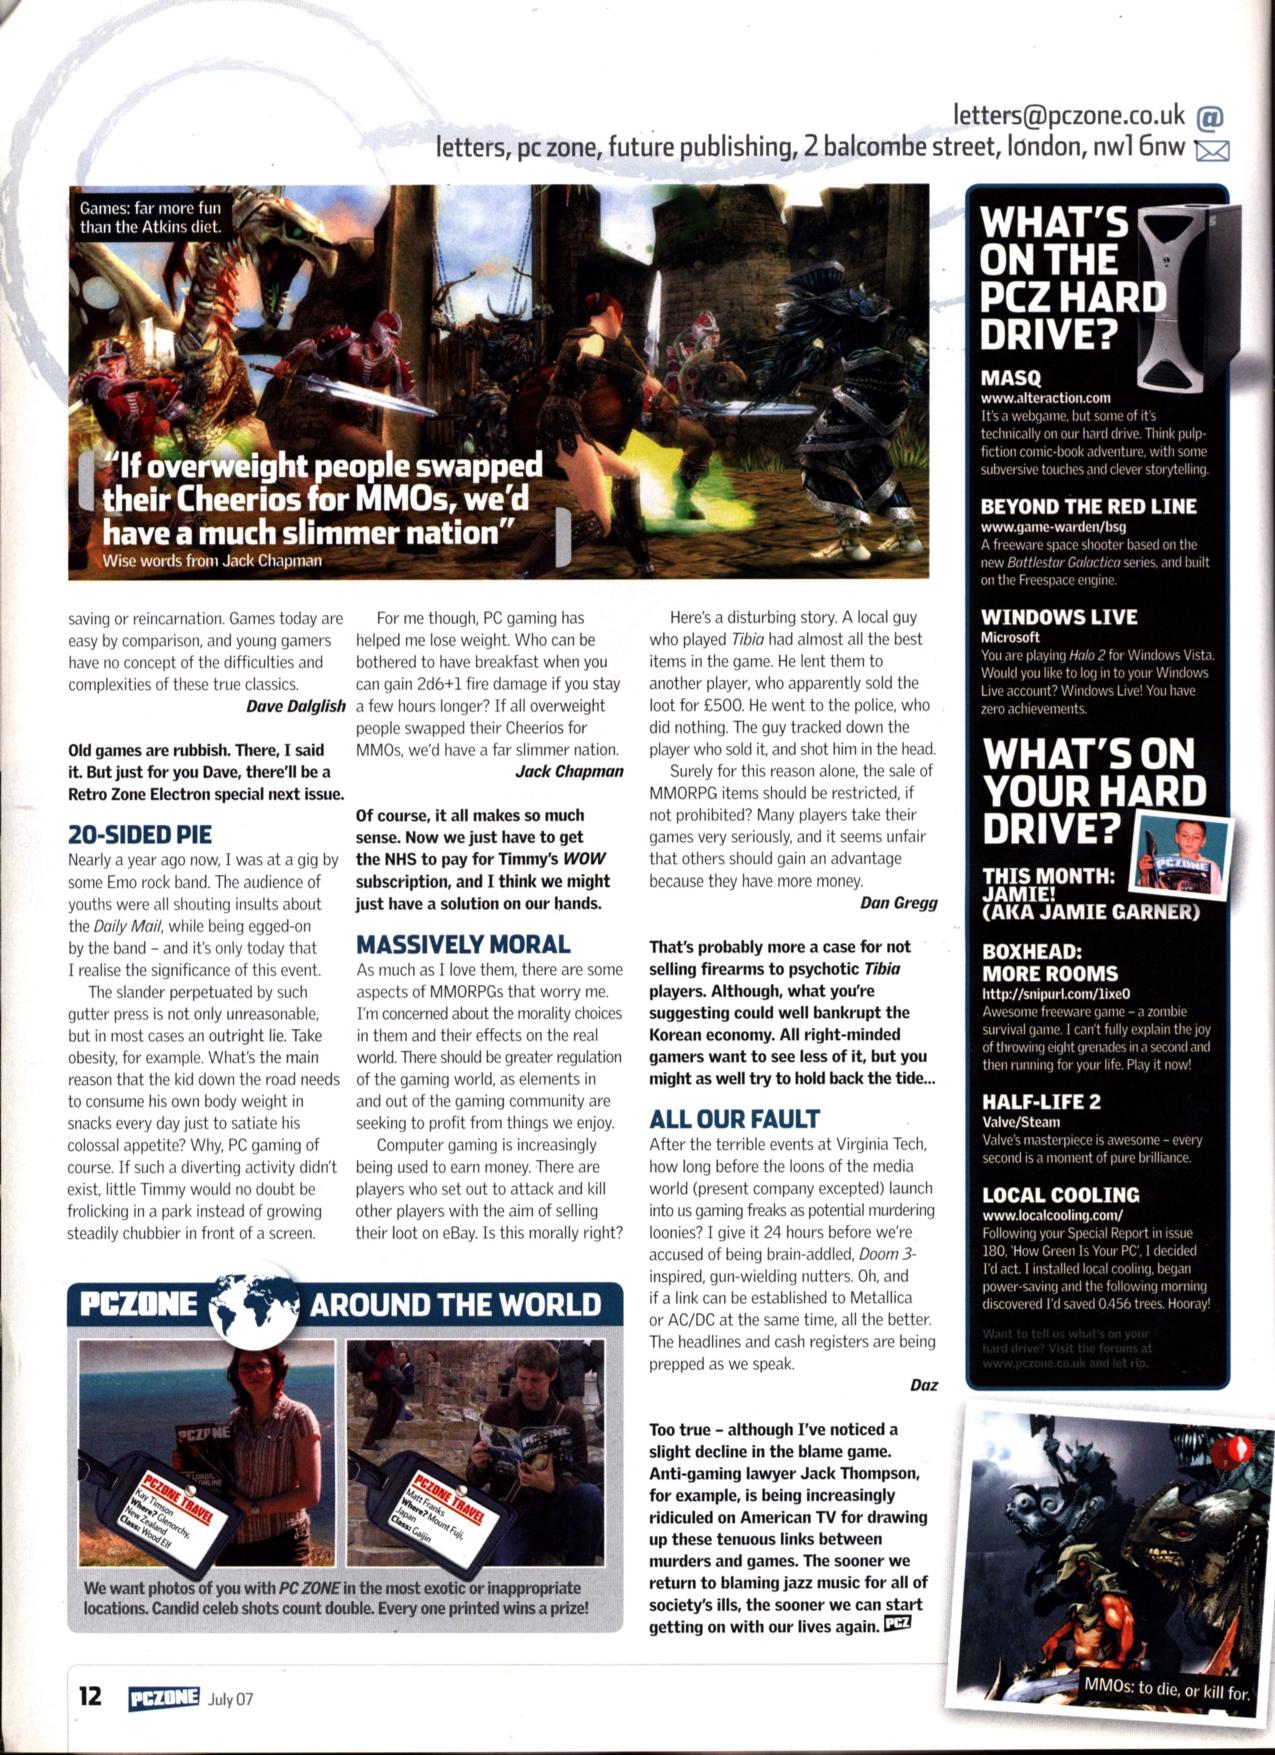 letters@pczone.co.uk @
letters, pc zone, future publishing, 2 balcombe street, london, nw1 6nw
Games: far more fun
than the Atkins diet.
"If overweight people swapped
their Cheerios for MMOs, we'd
have a much slimmer nation"
Wise words from Jack Chapman
saving or reincarnation. Games today are
easy by comparison, and young gamers
have no concept of the difficulties and
complexities of these true classics.
Dave Dalglish
Old games are rubbish. There, I said
it. But just for you Dave, there'll be a
Retro Zone Electron special next issue.
20-SIDED PIE
Nearly a year ago now, I was at a gig by
some Emo rock band. The audience of
youths were all shouting insults about
the Daily Mail, while being egged-on
by the band – and it's only today that
I realise the significance of this event.
The slander perpetuated by such
gutter press is not only unreasonable,
but in most cases an outright lie. Take
obesity, for example. What's the main
reason that the kid down the road needs
to consume his own body weight in
snacks every day just to satiate his
colossal appetite? Why, PC gaming of
course. If such a diverting activity didn't
exist, little Timmy would no doubt be
frolicking in a park instead of growing
steadily chubbier in front of a screen.
For me though, PC gaming has
helped me lose weight. Who can be
bothered to have breakfast when you
can gain 2d6+1 fire damage if you stay
a few hours longer? If all overweight
people swapped their Cheerios for
MMOs, we'd have a far slimmer nation.
Jack Chapman
Of course, it all makes so much
sense. Now we just have to get
the NHS to pay for Timmy's WOW
subscription, and I think we might
just have a solution on our hands.
MASSIVELY MORAL
As much as I love them, there are some
aspects of MMORPGs that worry me.
I'm concerned about the morality choices
in them and their effects on the real
world. There should be greater regulation
of the gaming world, as elements in
and out of the gaming community are
seeking to profit from things we enjoy.
Computer gaming is increasingly
being used to earn money. There are
players who set out to attack and kill
other players with the aim of selling
their loot on eBay. Is this morally right?
Here's a disturbing story. A local guy
who played Tibia had almost all the best
items in the game. He lent them to
another player, who apparently sold the
loot for £500. He went to the police, who
did nothing. The guy tracked down the
player who sold it, and shot him in the head.
Surely for this reason alone, the sale of
MMORPG items should be restricted, if
not prohibited? Many players take their
games very seriously, and it seems unfair
that others should gain an advantage
because they have more money.
Dan Gregg
That's probably more a case for not
selling firearms to psychotic Tibia
players. Although, what you're
suggesting could well bankrupt the
Korean economy. All right-minded
gamers want to see less of it, but you
might as well try to hold back the tide...
ALL OUR FAULT
After the terrible events at Virginia Tech,
how long before the loons of the media
world (present company excepted) launch
into us gaming freaks as potential murdering
loonies? I give it 24 hours before we're
accused of being brain-addled, Doom 3-
inspired, gun-wielding nutters. Oh, and
if a link can be established to Metallica
or AC/DC at the same time, all the better.
The headlines and cash registers are being
prepped as we speak.
Daz
Too true – although I've noticed a
slight decline in the blame game.
Anti-gaming lawyer Jack Thompson,
for example, is being increasingly
ridiculed on American TV for drawing
up these tenuous links between
murders and games. The sooner we
return to blaming jazz music for all of
society's ills, the sooner we can start
getting on with our lives again. PCZ
WHAT'S
ON THE
PCZ HARD
DRIVE?
MASQ
www.alteraction.com
It's a webgame, but some of it's
technically on our hard drive. Think pulp-
fiction comic-book adventure, with some
subversive touches and clever storytelling.
BEYOND THE RED LINE
www.game-warden/bsg
A freeware space shooter based on the
new Battlestar Galactica series, and built
on the Freespace engine.
WINDOWS LIVE
Microsoft
You are playing Halo 2 for Windows Vista.
Would you like to log in to your Windows
Live account? Windows Live! You have
zero achievements.
WHAT'S ON
YOUR HARD
DRIVE?
PCZONE
THIS MONTH:
JAMIE!
(AKA JAMIE GARNER)
BOXHEAD:
MORE ROOMS
http://snipurl.com/1ixe0
Awesome freeware game – a zombie
survival game. I can't fully explain the joy
of throwing eight grenades in a second and
then running for your life. Play it now!
HALF-LIFE 2
Valve/Steam
Valve's masterpiece is awesome – every
second is a moment of pure brilliance.
LOCAL COOLING
www.localcooling.com/
Following your Special Report in issue
180, 'How Green Is Your PC', I decided
I'd act. I installed local cooling, began
power-saving and the following morning
discovered I'd saved 0.456 trees. Hooray!
Want to tell us what's on your
hard drive? Visit the forums at
www.pczone.co.uk and let rip.
MMOs: to die, or kill for.
PCZONE AROUND THE WORLD
PCZONE
LORDS
ONLINE
PCZONE TRAVEL
Kay Timson
Where? Glenorchy,
New Zealand
Class: Wood Elf
PCZONE
PCZONE TRAVEL
Matt Franks
Where? Mount Fuji,
Japan
Class: Gaijin
We want photos of you with PC ZONE in the most exotic or inappropriate
locations. Candid celeb shots count double. Every one printed wins a prize!
12 PCZONE July 07